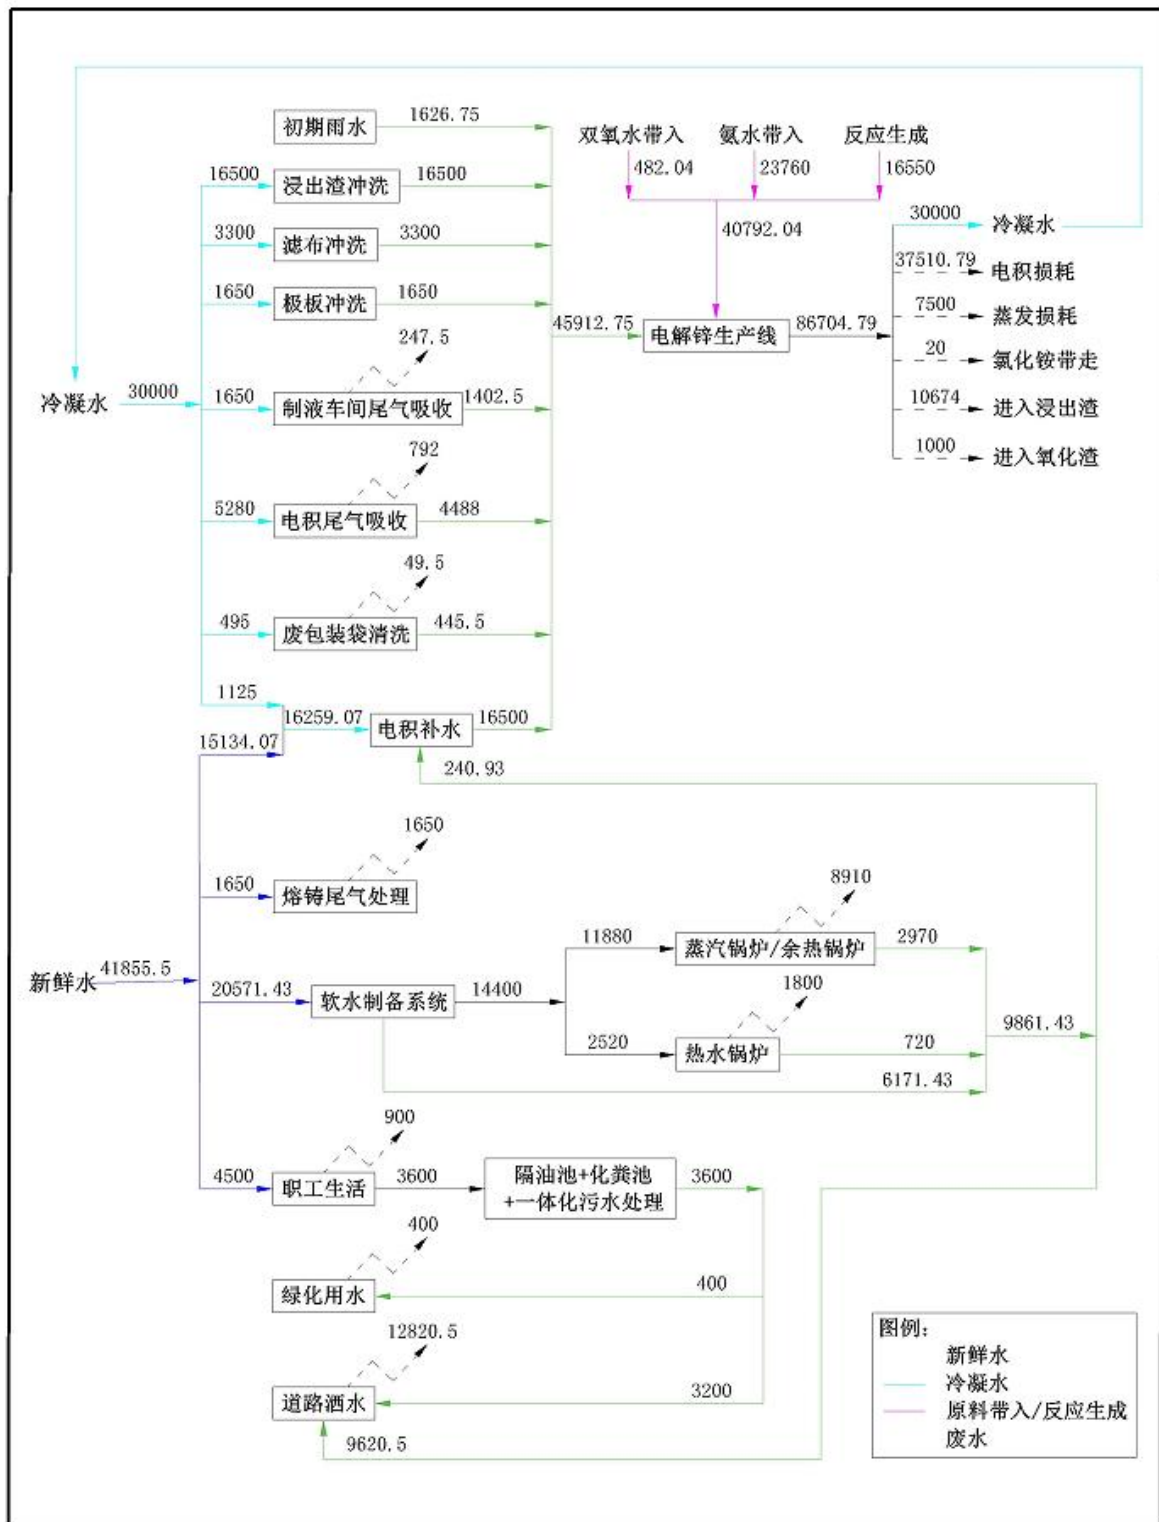 初期雨水 1626.75
双氧水带入 氨水带入 反应生成
482.04 23760 16550
16500 浸出渣冲洗 16500
30000 冷凝水
3300 滤布冲洗 3300
40792.04
37510.79 电积损耗
1650 极板冲洗 1650
7500 蒸发损耗
45912.75 电解锌生产线 86704.79
247.5
20 氯化铵带走
冷凝水 30000
1650 制液车间尾气吸收 1402.5
10674 进入浸出渣
792
1000 进入氧化渣
5280 电积尾气吸收 4488
49.5
495 废包装袋清洗 445.5
1125
16259.07 电积补水 16500
15134.07
240.93
1650
1650 熔铸尾气处理
8910
11880 蒸汽锅炉/余热锅炉 2970
新鲜水 41855.5
20571.43 软水制备系统 14400
1800
9861.43
2520 热水锅炉 720
6171.43
900
4500 职工生活 3600
隔油池+化粪池
+一体化污水处理
3600
400
绿化用水 400
12820.5
道路洒水 3200
9620.5
图例:
新鲜水
冷凝水
原料带入/反应生成
废水